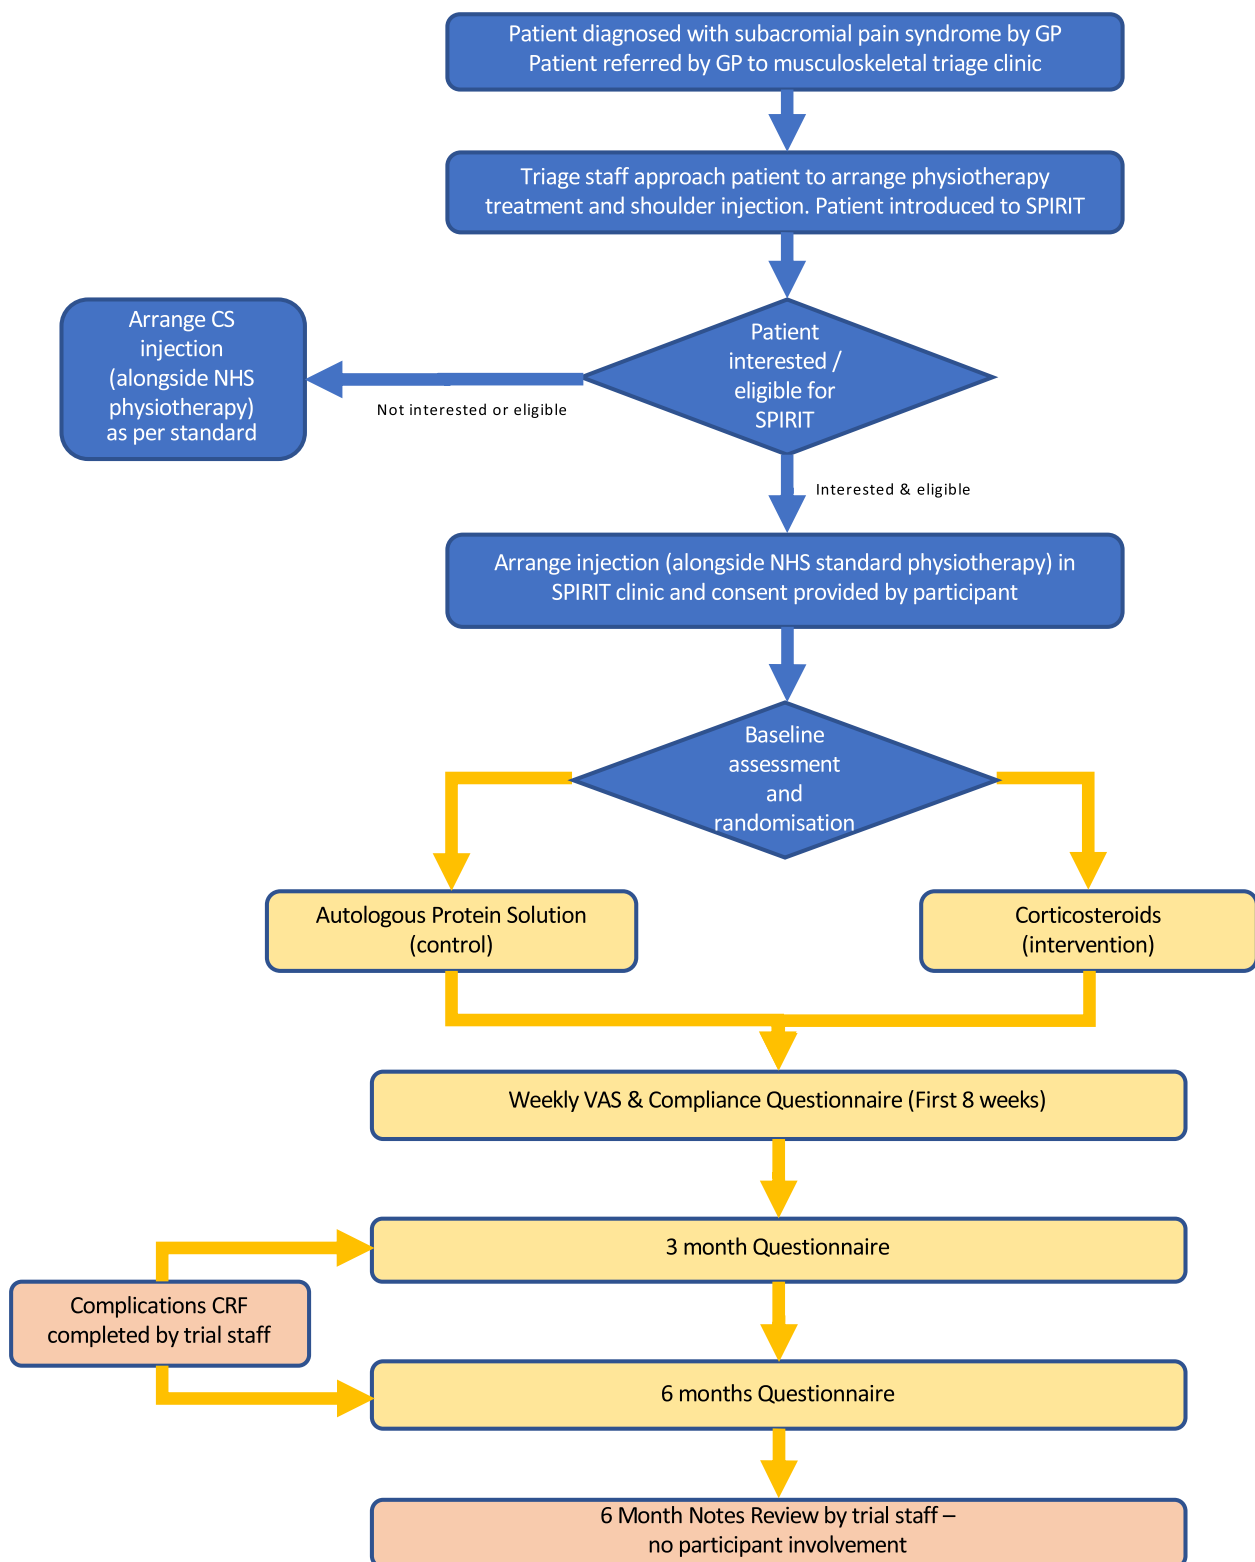 Patient diagnosed with subacromial pain syndrome by GP
Patient referred by GP to musculoskeletal triage clinic
Triage staff approach patient to arrange physiotherapy
treatment and shoulder injection. Patient introduced to SPIRIT
Patient
interested /
eligible for
SPIRIT
Arrange CS
injection
(alongside NHS
physiotherapy)
as per standard
Not interested or eligible
Interested & eligible
Arrange injection (alongside NHS standard physiotherapy) in
SPIRIT clinic and consent provided by participant
Baseline
assessment
and
randomisation
Autologous Protein Solution
(control)
Corticosteroids
(intervention)
Weekly VAS & Compliance Questionnaire (First 8 weeks)
3 month Questionnaire
Complications CRF
completed by trial staff
6 months Questionnaire
6 Month Notes Review by trial staff –
no participant involvement